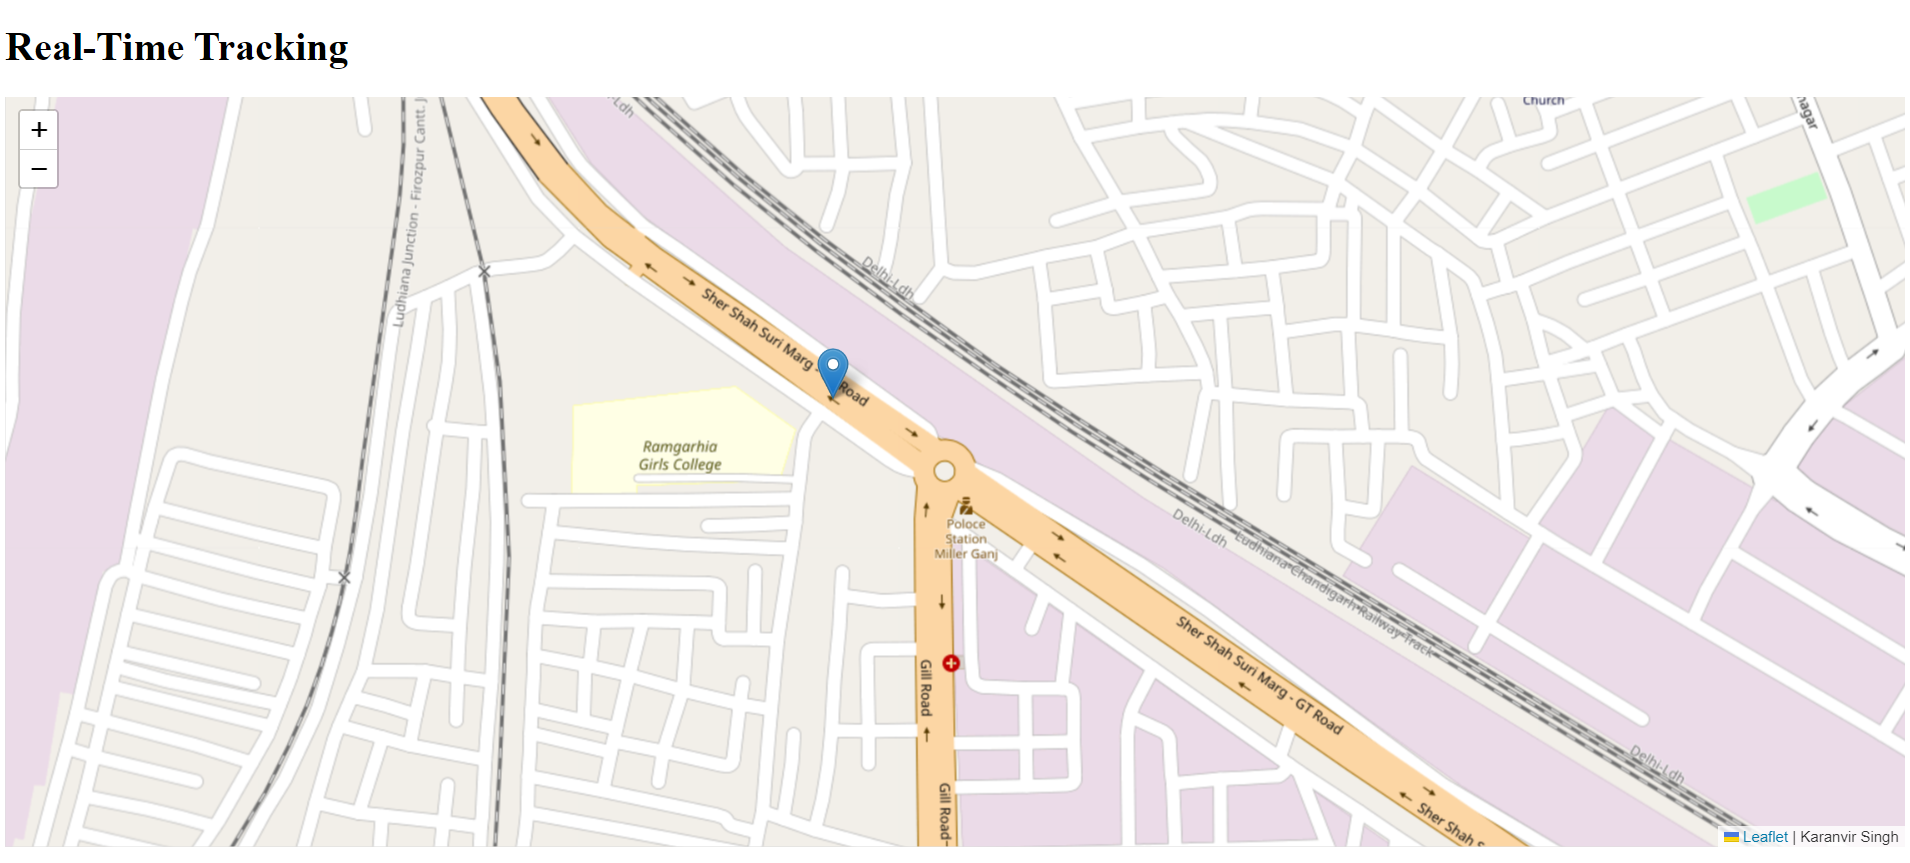 Real-Time Tracking
+
−
-Ldh
Church
nagar
Ludhiana Junction - Firozpur Cantt. J
Delhi-Ldh
Sher Shah Suri Marg - Road
Ramgarhia
Girls College
Poloce
Station
Miller Ganj
Delhi-Ldh
Ludhiana-Chandigarh Railway Track
Sher Shah Suri Marg - GT Road
Gill Road
Gill Road
Delhi-Ldh
Sher Shah S
Leaflet | Karanvir Singh